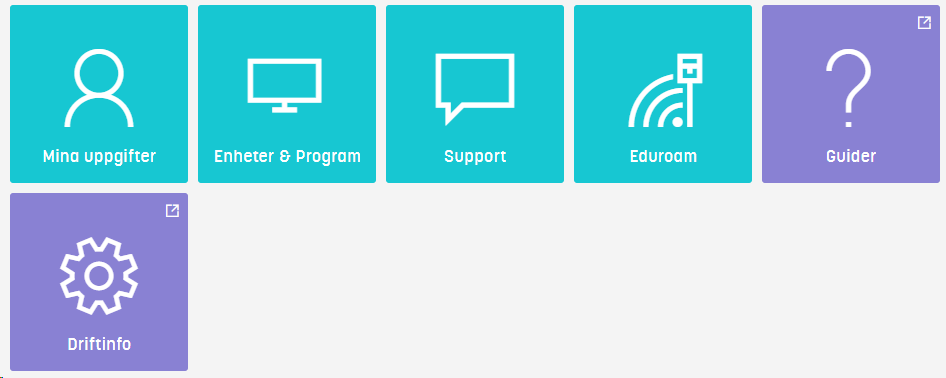 Mina uppgifter
Enheter & Program
Support
Eduroam
Guider
Driftinfo